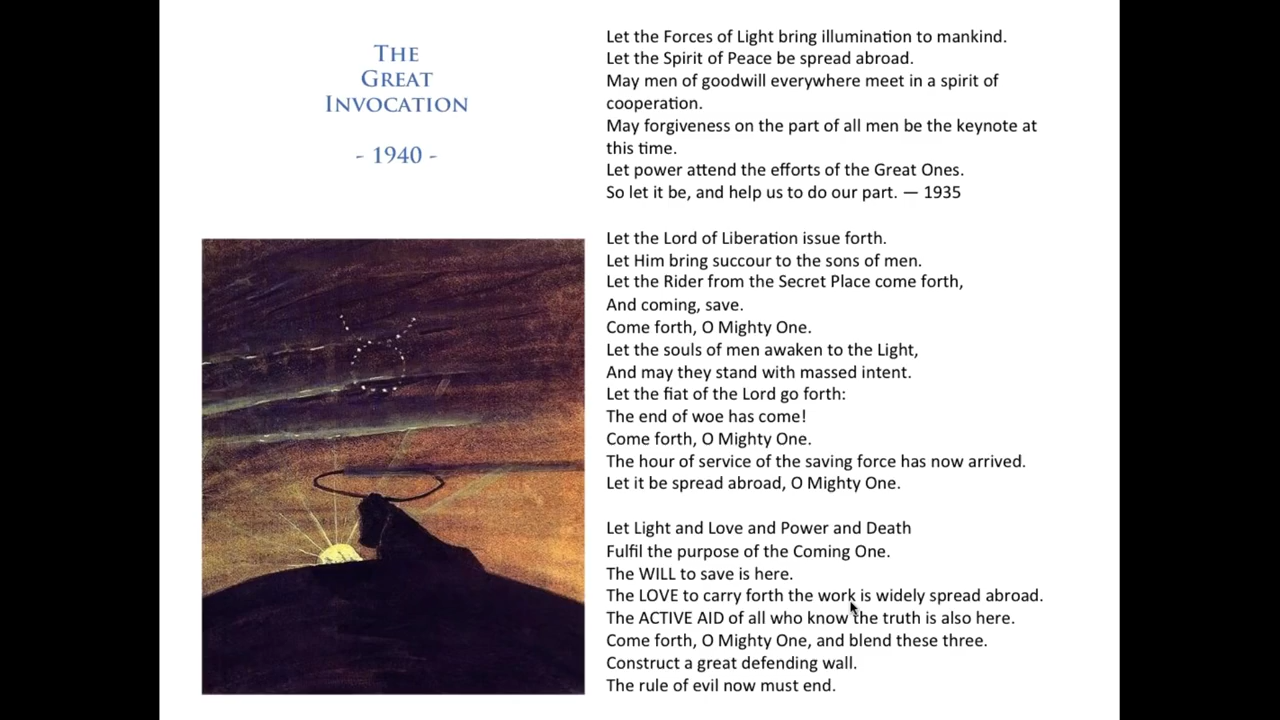 THE
GREAT
INVOCATION
- 1940 -
Let the Forces of Light bring illumination to mankind.
Let the Spirit of Peace be spread abroad.
May men of goodwill everywhere meet in a spirit of
cooperation.
May forgiveness on the part of all men be the keynote at
this time.
Let power attend the efforts of the Great Ones.
So let it be, and help us to do our part. — 1935
Let the Lord of Liberation issue forth.
Let Him bring succour to the sons of men.
Let the Rider from the Secret Place come forth,
And coming, save.
Come forth, O Mighty One.
Let the souls of men awaken to the Light,
And may they stand with massed intent.
Let the fiat of the Lord go forth:
The end of woe has come!
Come forth, O Mighty One.
The hour of service of the saving force has now arrived.
Let it be spread abroad, O Mighty One.
Let Light and Love and Power and Death
Fulfil the purpose of the Coming One.
The WILL to save is here.
The LOVE to carry forth the work is widely spread abroad.
The ACTIVE AID of all who know the truth is also here.
Come forth, O Mighty One, and blend these three.
Construct a great defending wall.
The rule of evil now must end.